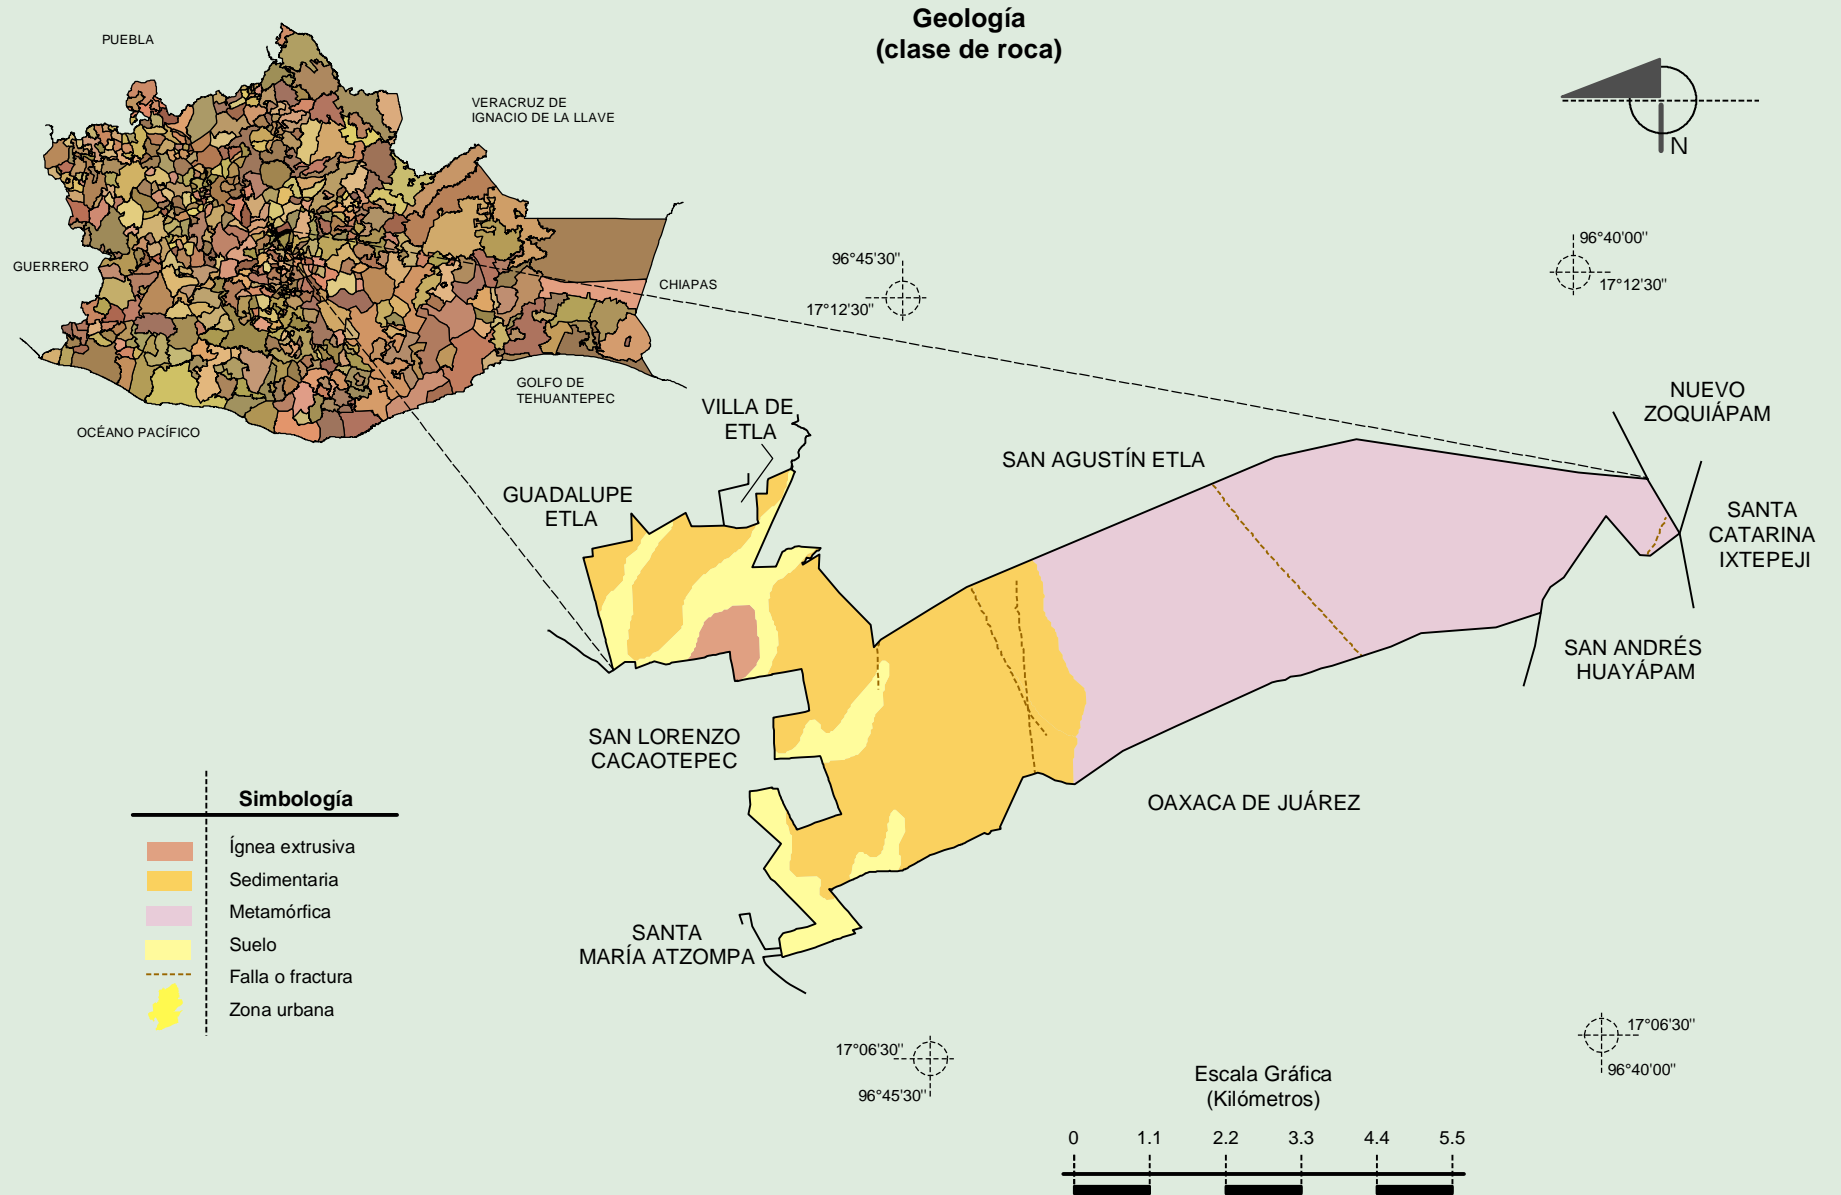 Geología
(clase de roca)
PUEBLA
VERACRUZ DE
IGNACIO DE LA LLAVE
GUERRERO
CHIAPAS
GOLFO DE
TEHUANTEPEC
OCÉANO PACÍFICO
N
96°45'30"
17°12'30"
96°40'00"
17°12'30"
NUEVO
ZOQUIÁPAM
VILLA DE
ETLA
SAN AGUSTÍN ETLA
GUADALUPE
ETLA
SANTA
CATARINA
IXTEPEJI
SAN ANDRÉS
HUAYÁPAM
SAN LORENZO
CACAOTEPEC
OAXACA DE JUÁREZ
SANTA
MARÍA ATZOMPA
Simbología
Ígnea extrusiva
Sedimentaria
Metamórfica
Suelo
Falla o fractura
Zona urbana
17°06'30"
96°45'30"
17°06'30"
96°40'00"
Escala Gráfica
(Kilómetros)
0 1.1 2.2 3.3 4.4 5.5